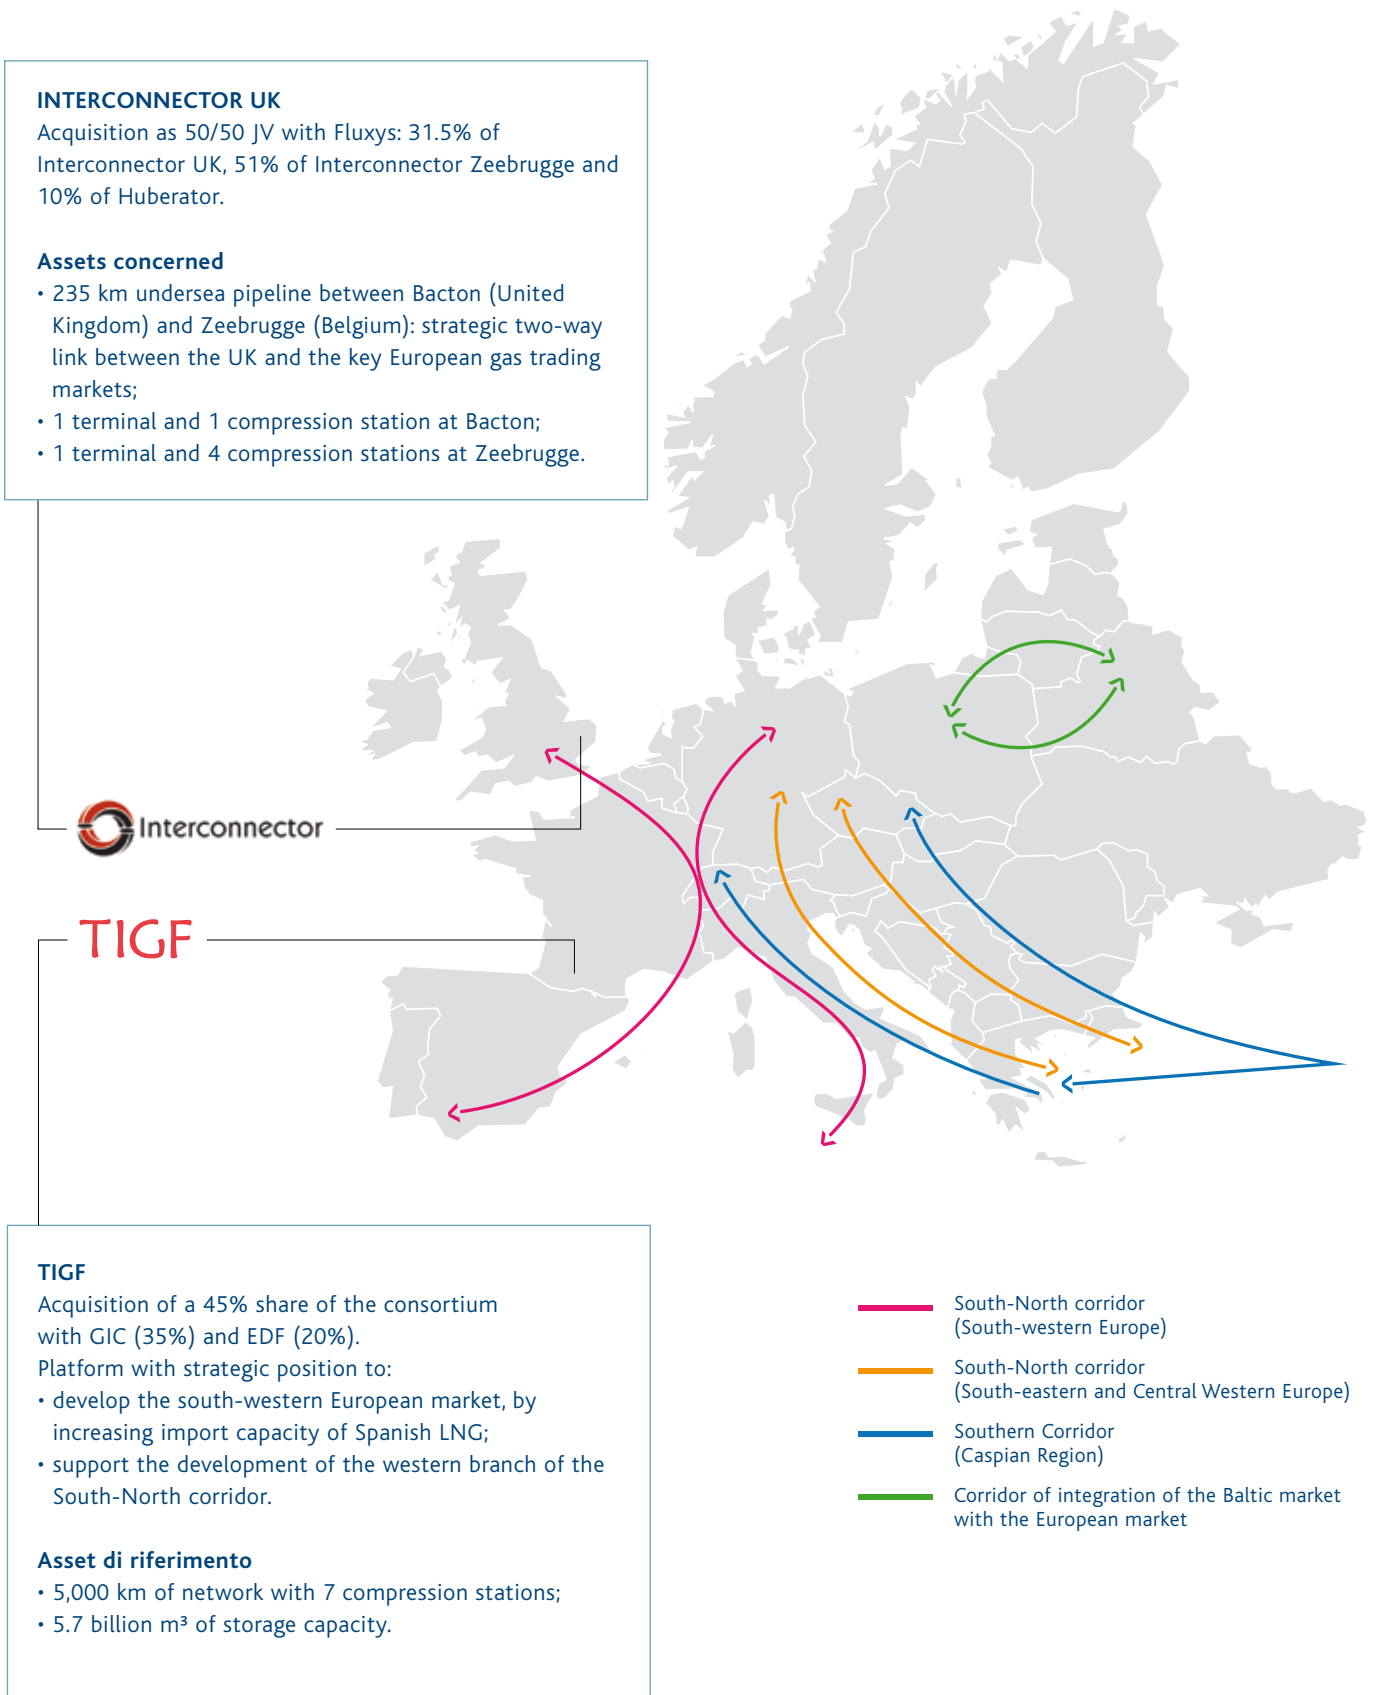 INTERCONNECTOR UK
Acquisition as 50/50 JV with Fluxys: 31.5% of
Interconnector UK, 51% of Interconnector Zeebrugge and
10% of Huberator.
Assets concerned
• 235 km undersea pipeline between Bacton (United
Kingdom) and Zeebrugge (Belgium): strategic two-way
link between the UK and the key European gas trading
markets;
• 1 terminal and 1 compression station at Bacton;
• 1 terminal and 4 compression stations at Zeebrugge.
Interconnector
TIGF
TIGF
Acquisition of a 45% share of the consortium
with GIC (35%) and EDF (20%).
Platform with strategic position to:
• develop the south-western European market, by
increasing import capacity of Spanish LNG;
• support the development of the western branch of the
South-North corridor.
Asset di riferimento
• 5,000 km of network with 7 compression stations;
• 5.7 billion m³ of storage capacity.
South-North corridor
(South-western Europe)
South-North corridor
(South-eastern and Central Western Europe)
Southern Corridor
(Caspian Region)
Corridor of integration of the Baltic market
with the European market